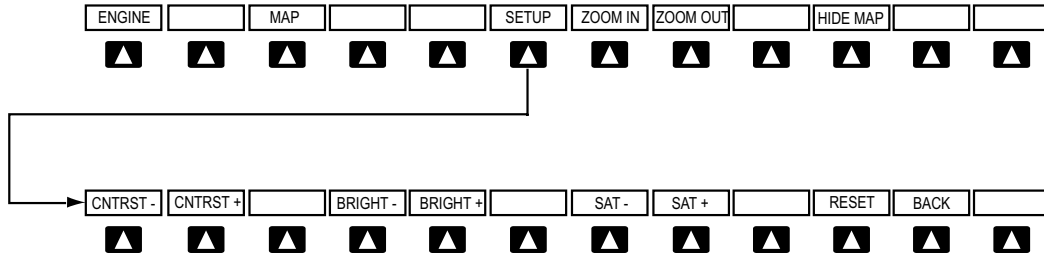 ENGINE MAP SETUP ZOOM IN ZOOM OUT HIDE MAP
CNTRST - CNTRST + BRIGHT - BRIGHT + SAT - SAT + RESET BACK